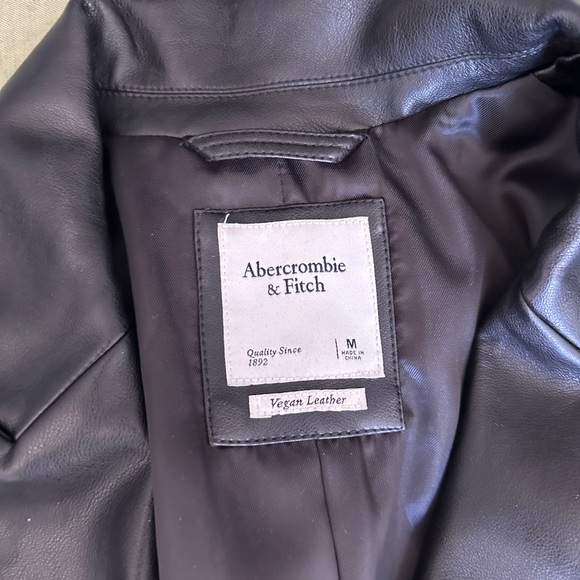 Abercrombie
& Fitch
Quality Since
1892
M
MADE IN
CHINA
Vegan Leather